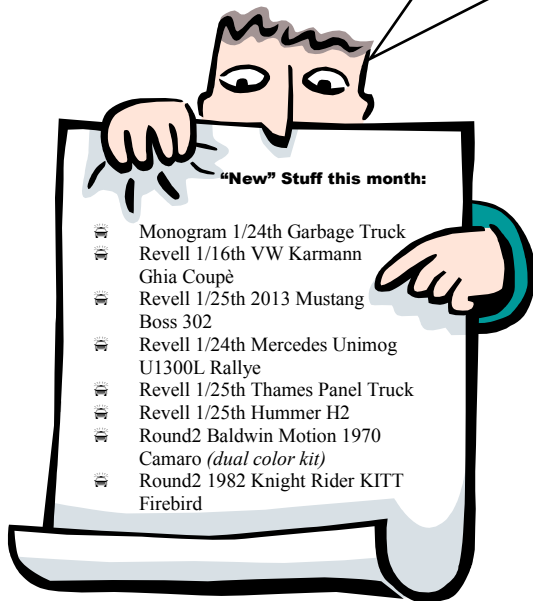 “New” Stuff this month:
Monogram 1/24th Garbage Truck
Revell 1/16th VW Karmann
Ghia Coupè
Revell 1/25th 2013 Mustang
Boss 302
Revell 1/24th Mercedes Unimog
U1300L Rallye
Revell 1/25th Thames Panel Truck
Revell 1/25th Hummer H2
Round2 Baldwin Motion 1970
Camaro (dual color kit)
Round2 1982 Knight Rider KITT
Firebird